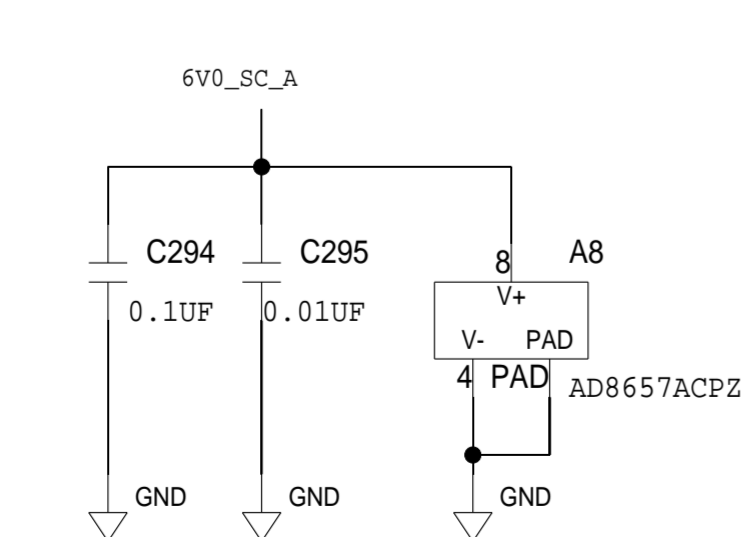 6V0_SC_A
C294
C295
8
A8
0.1UF
0.01UF
V+
V-
PAD
4
PAD
AD8657ACPZ
GND
GND
GND